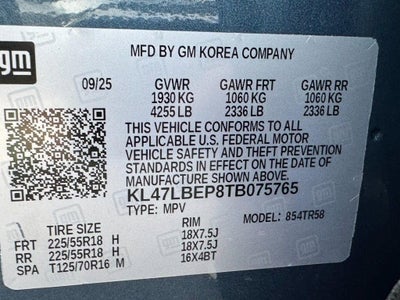 gm
MFD BY GM KOREA COMPANY
09/25 GVWR GAWR FRT GAWR RR
1930 KG 1060 KG 1060 KG
4255 LB 2336 LB 2336 LB
THIS VEHICLE CONFORMS TO ALL
APPLICABLE U.S. FEDERAL MOTOR
VEHICLE SAFETY AND THEFT PREVENTION
STANDARDS IN EFFECT ON THE DATE OF
MANUFACTURE SHOWN ABOVE.
KL47LBEP8TB075765
TYPE: MPV MODEL: 854TR58
TIRE SIZE RIM
FRT 225/55R18 H 18X7.5J
RR 225/55R18 H 18X7.5J
SPA T125/70R16 M 16X4BT